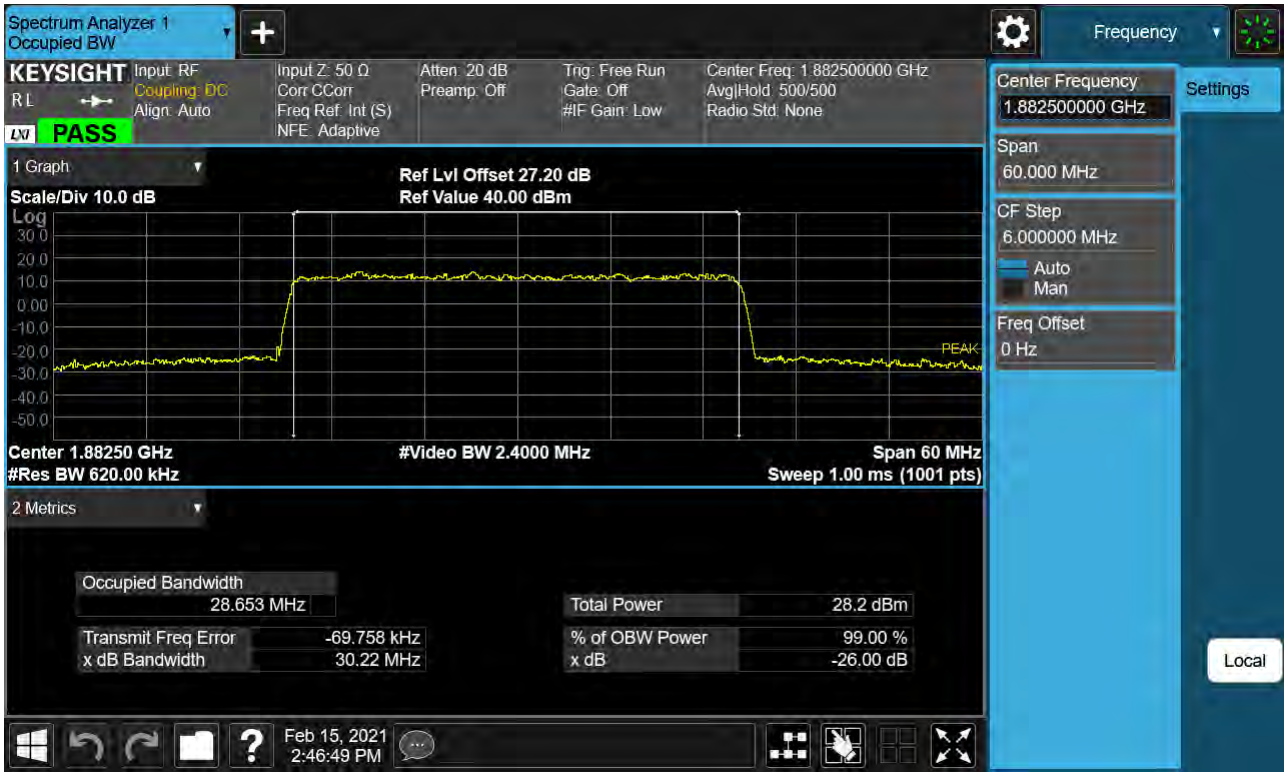 Spectrum Analyzer 1
Occupied BW
+
Frequency
KEYSIGHT
RL
LXI PASS
Input: RF
Coupling: DC
Align: Auto
Input Z: 50 Ω
Corr CCorr
Freq Ref: Int (S)
NFE: Adaptive
Atten: 20 dB
Preamp: Off
Trig: Free Run
Gate: Off
#IF Gain: Low
Center Freq: 1.882500000 GHz
Avg|Hold: 500/500
Radio Std: None
Center Frequency
1.882500000 GHz
Settings
Span
60.000 MHz
CF Step
6.000000 MHz
Auto
Man
Freq Offset
0 Hz
1 Graph
Scale/Div 10.0 dB
Ref Lvl Offset 27.20 dB
Ref Value 40.00 dBm
Log
30.0
20.0
10.0
0.00
-10.0
-20.0
-30.0
-40.0
-50.0
PEAK
Center 1.88250 GHz
#Video BW 2.4000 MHz
Span 60 MHz
#Res BW 620.00 kHz
Sweep 1.00 ms (1001 pts)
2 Metrics
Occupied Bandwidth
28.653 MHz
Total Power 28.2 dBm
Transmit Freq Error -69.758 kHz
% of OBW Power 99.00 %
x dB Bandwidth 30.22 MHz
x dB -26.00 dB
Local
?
Feb 15, 2021
2:46:49 PM